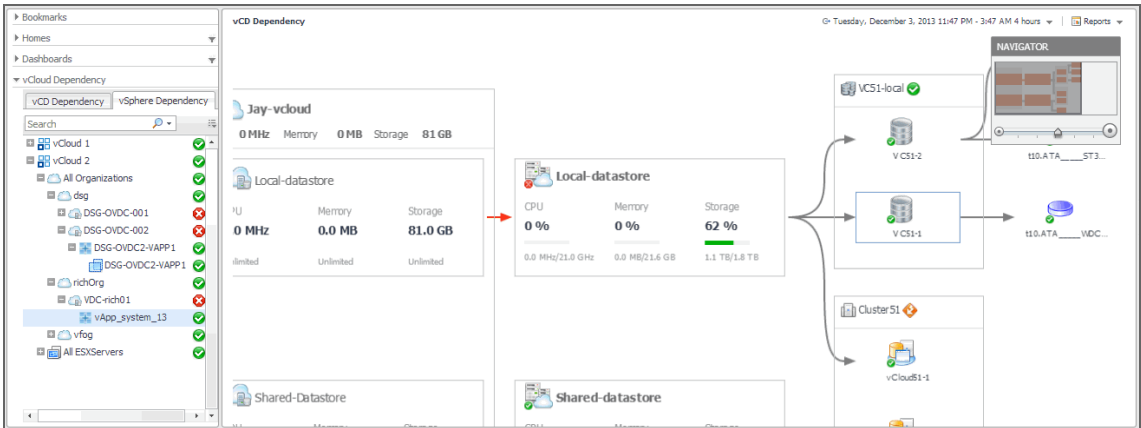 Bookmarks
Homes
Dashboards
vCloud Dependency
vCD Dependency vSphere Dependency
Search
vCloud 1
vCloud 2
All Organizations
dsg
DSG-OVDC-001
DSG-OVDC-002
DSG-OVDC2-VAPP1
DSG-OVDC2-VAPP1
richOrg
VDC-rich01
vApp_system_13
vfog
All ESXServers
vCD Dependency
Tuesday, December 3, 2013 11:47 PM - 3:47 AM 4 hours Reports
NAVIGATOR
Jay-vcloud
0 MHz Memory 0 MB Storage 81 GB
Local-datastore
Memory Storage
0 MHz 0.0 MB 81.0 GB
Unlimited Unlimited
Local-datastore
CPU Memory Storage
0 % 0 % 62 %
0.0 MHz/21.0 GHz 0.0 MB/21.6 GB 1.1 TB/1.8 TB
VC51-local
VC51-2
t10.ATA_____ST3...
VC51-1
t10.ATA_____WDC...
Cluster51
vCloud51-1
Shared-Datastore
Shared-datastore